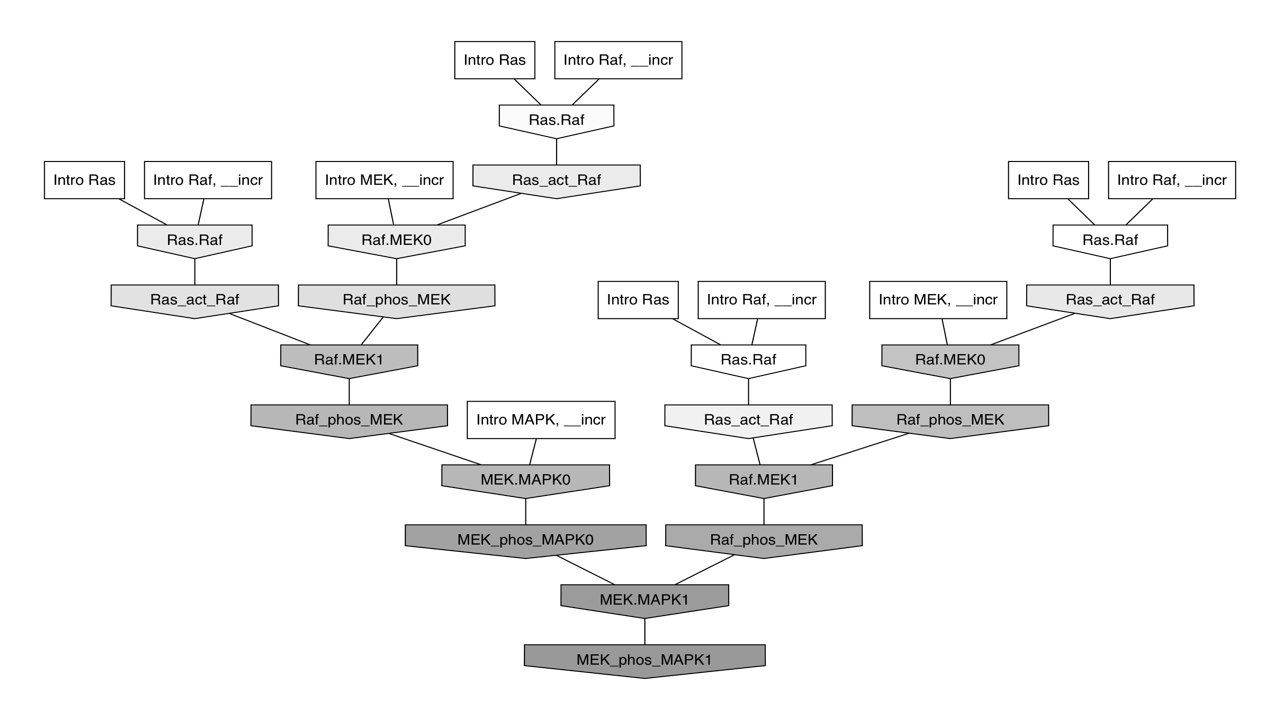 Intro Ras
Intro Raf, __incr
Ras.Raf
Intro Ras
Intro Raf, __incr
Intro MEK, __incr
Ras_act_Raf
Intro Ras
Intro Raf, __incr
Ras.Raf
Raf.MEK0
Ras.Raf
Ras_act_Raf
Raf_phos_MEK
Intro Ras
Intro Raf, __incr
Intro MEK, __incr
Ras_act_Raf
Raf.MEK1
Ras.Raf
Raf.MEK0
Raf_phos_MEK
Intro MAPK, __incr
Ras_act_Raf
Raf_phos_MEK
MEK.MAPK0
Raf.MEK1
MEK_phos_MAPK0
Raf_phos_MEK
MEK.MAPK1
MEK_phos_MAPK1